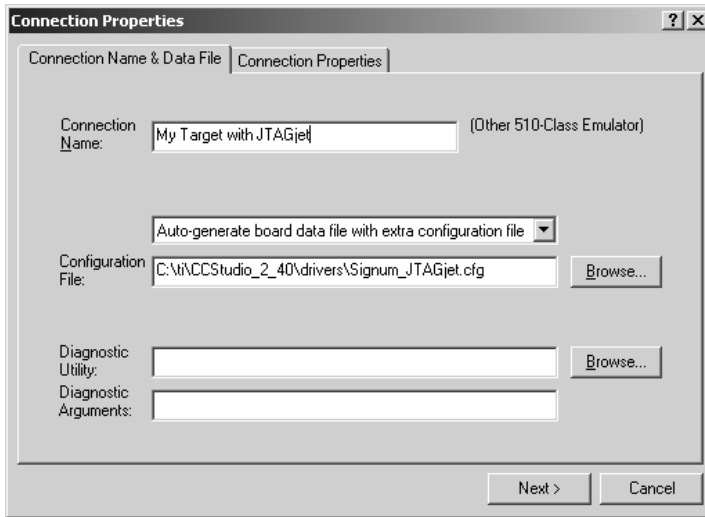 Connection Properties
Connection Name & Data File
Connection Properties
Connection Name:
My Target with JTAGjet
(Other 510-Class Emulator)
Auto-generate board data file with extra configuration file
Configuration File:
C:\ti\CCStudio_2_40\drivers\Signum_JTAGjet.cfg
Browse...
Diagnostic Utility:
Browse...
Diagnostic Arguments:
Next >
Cancel